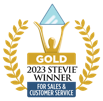 GOLD
2023 STEVIE®
WINNER
FOR SALES &
CUSTOMER SERVICE